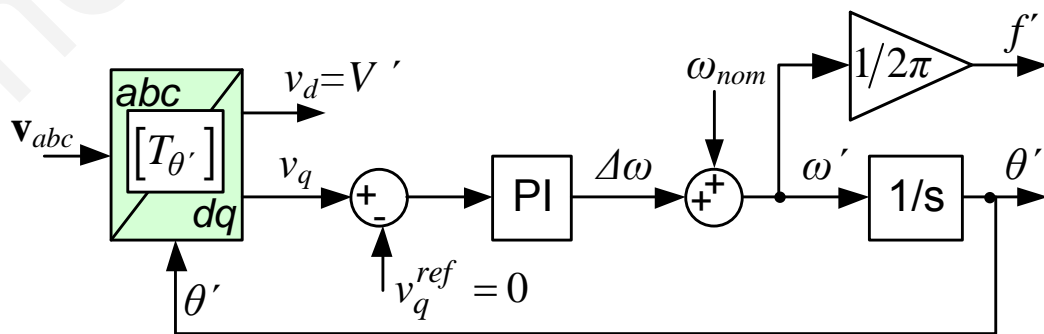 f′
1/2π
ω_nom
v_d=V ′
abc
v_abc
[T_θ′]
v_q
+
-
PI
Δω
+
+
ω′
1/s
θ′
dq
θ′
v_q^ref = 0